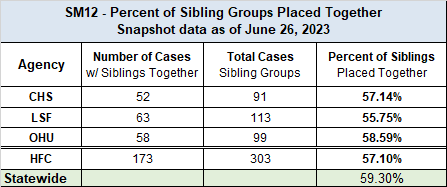 SM12 - Percent of Sibling Groups Placed Together
Snapshot data as of June 26, 2023
Agency Number of Cases w/ Siblings Together Total Cases Sibling Groups Percent of Siblings Placed Together
CHS 52 91 57.14%
LSF 63 113 55.75%
OHU 58 99 58.59%
HFC 173 303 57.10%
Statewide 59.30%